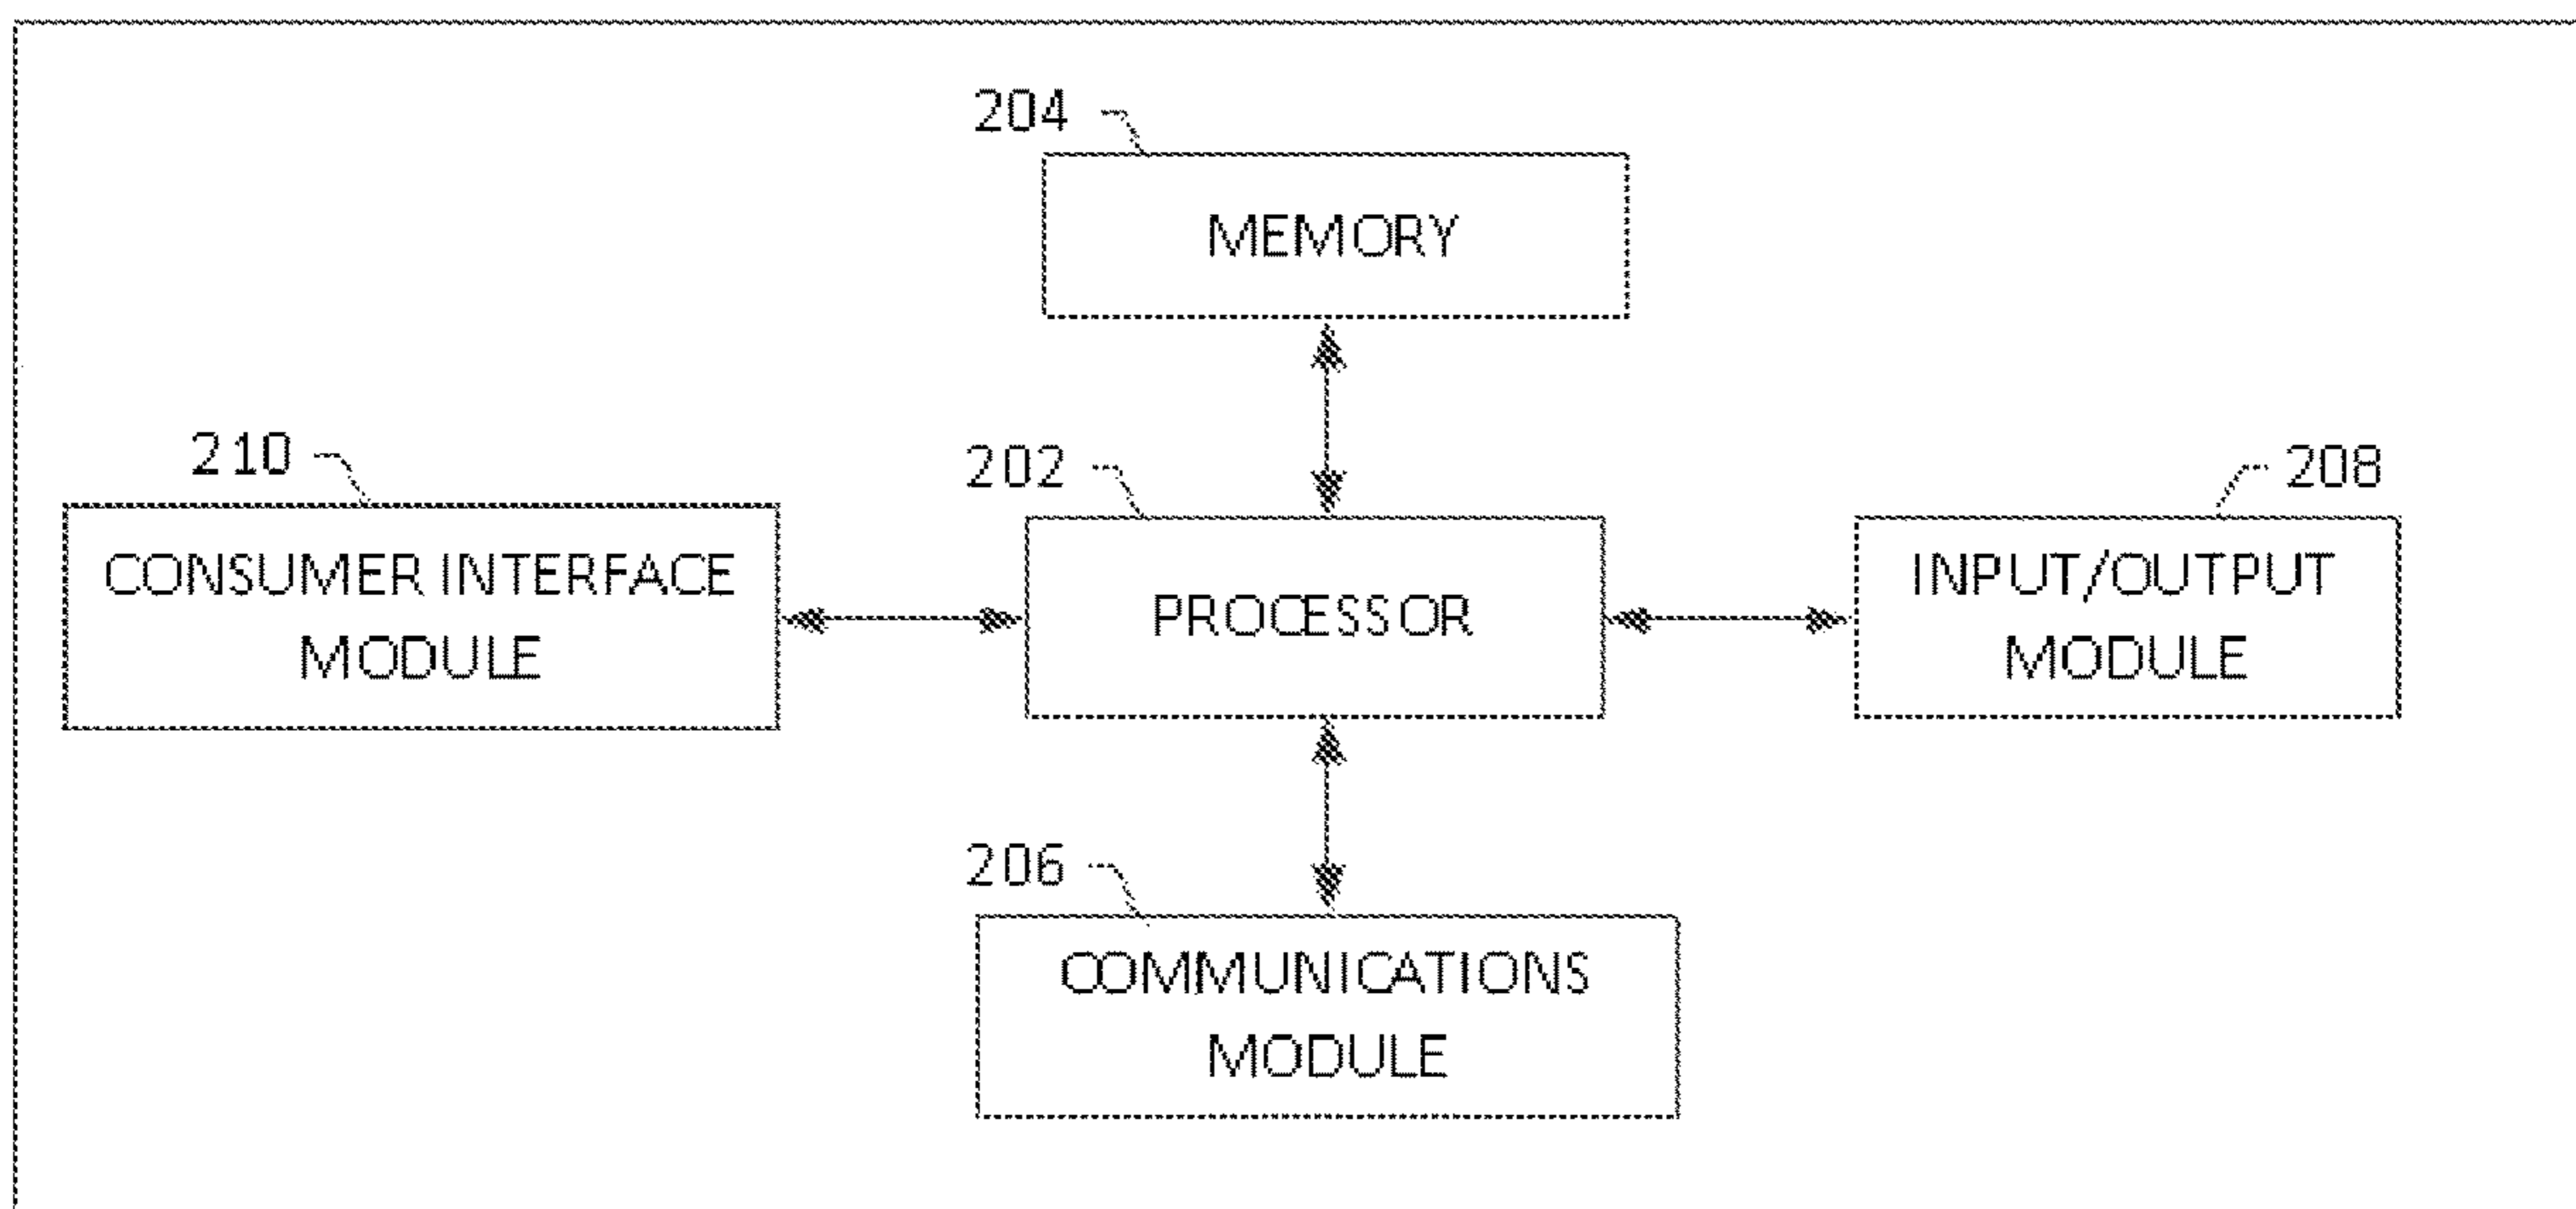 204
MEMORY
210
202
208
CONSUMER INTERFACE
MODULE
PROCESSOR
INPUT/OUTPUT
MODULE
206
COMMUNICATIONS
MODULE